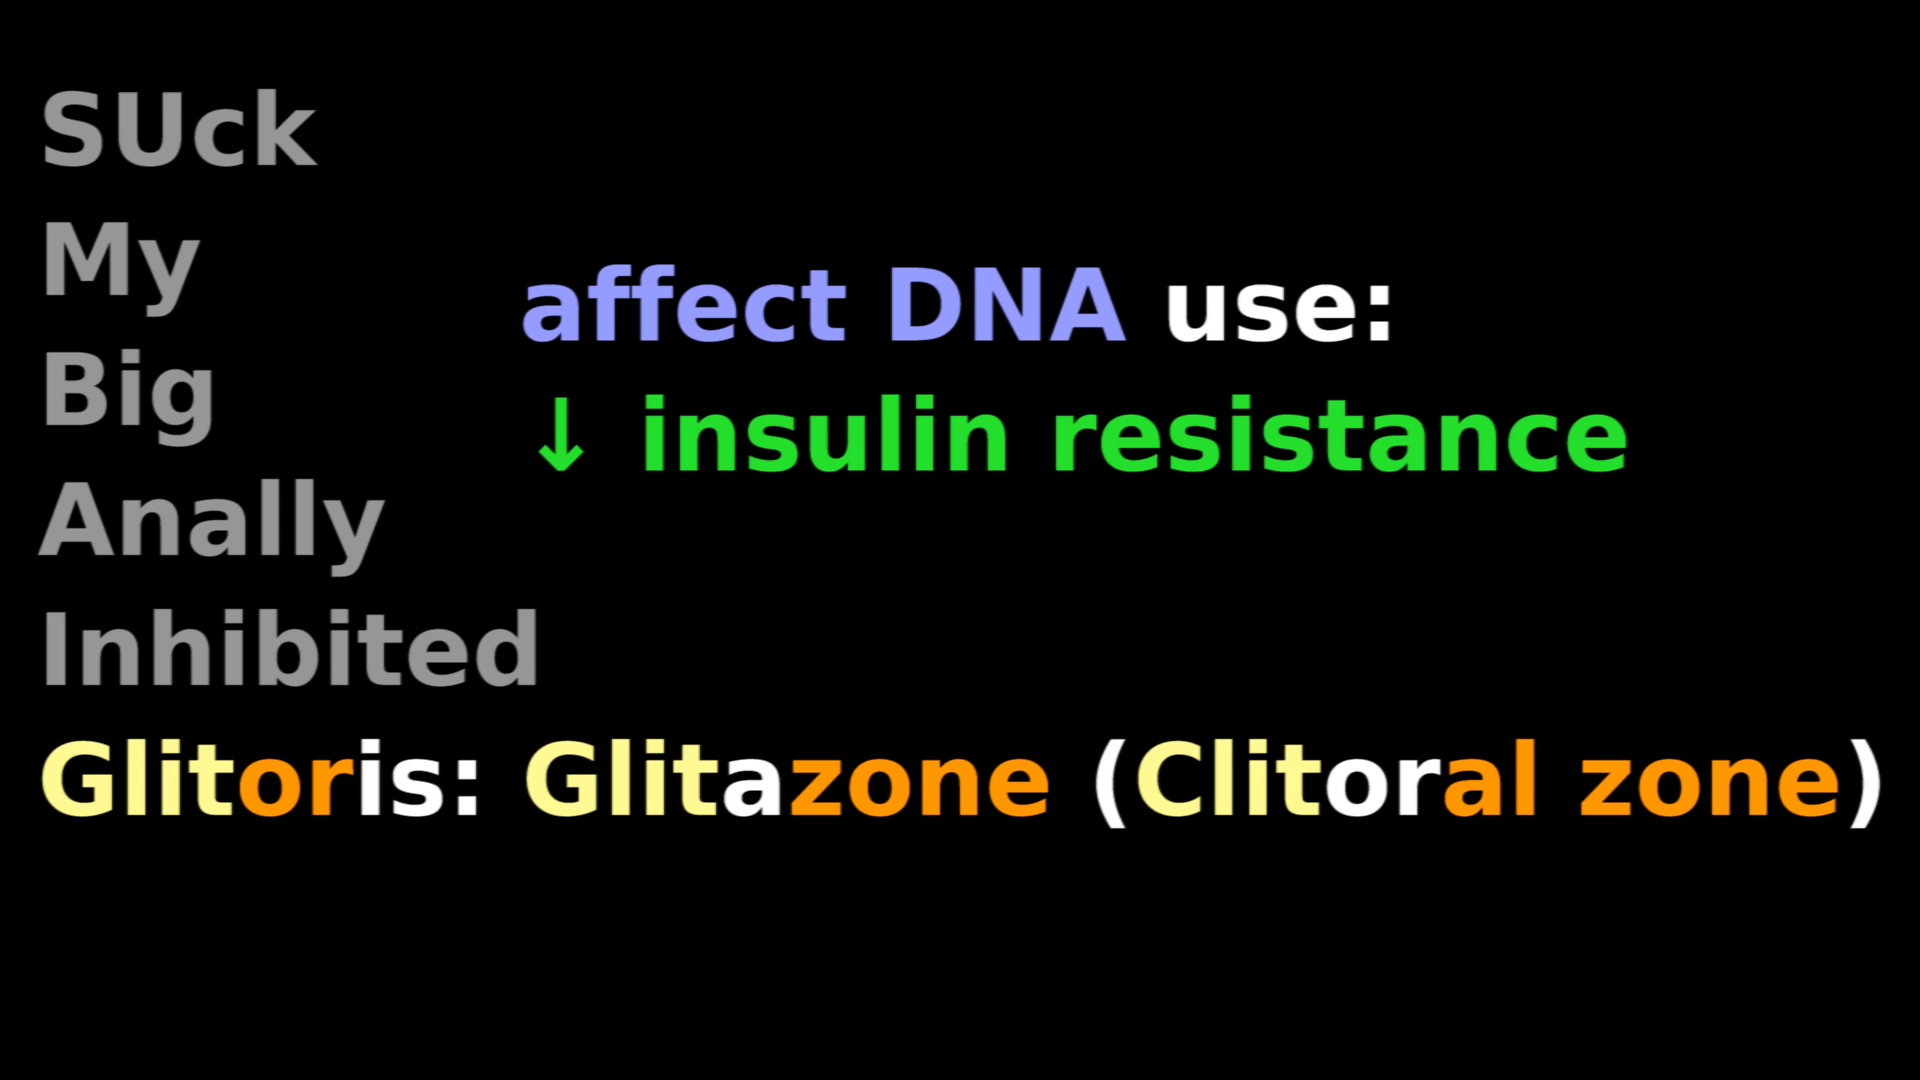 SUck
My
affect DNA use:
Big
↓ insulin resistance
Anally
Inhibited
Glitoris: Glitazone (Clitoral zone)